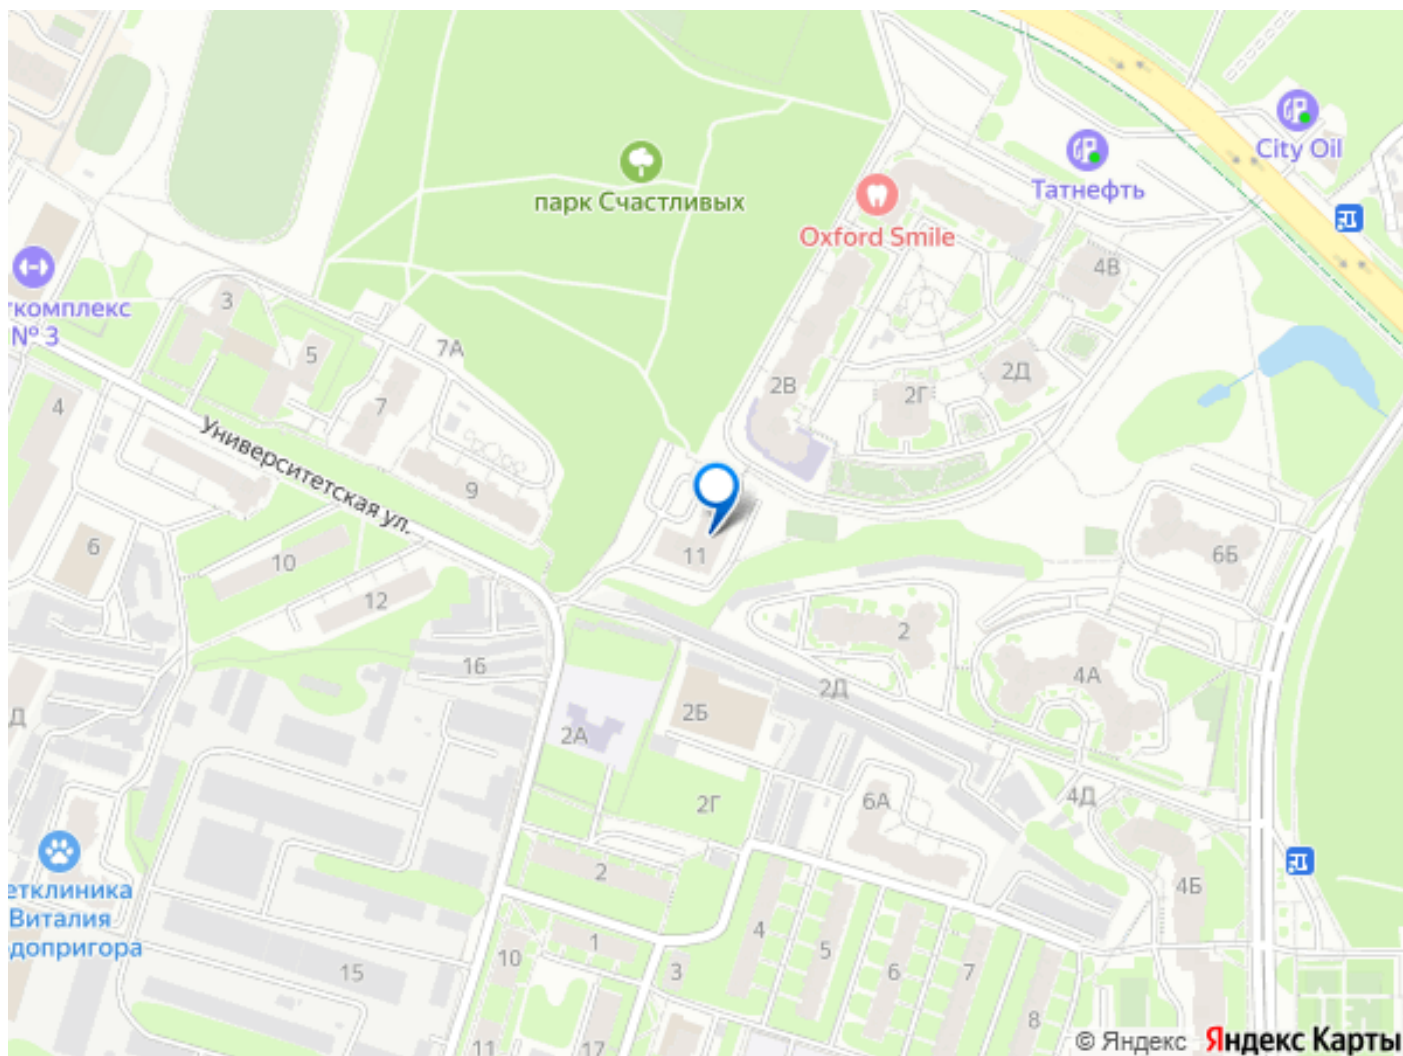 City Oil
Татнефть
парк Счастливых
Oxford Smile
4В
ткомплекс
№ 3
3
7А
5
2В
2Г
2Д
4
7
Университетская ул.
9
6
10
11
6Б
12
2
16
4А
2Д
Д
2Б
2А
2Г
6А
4Д
2
4Б
етклиника
Виталия
одопригора
1
4
5
10
15
3
6
7
8
11
17
© Яндекс Яндекс Карты